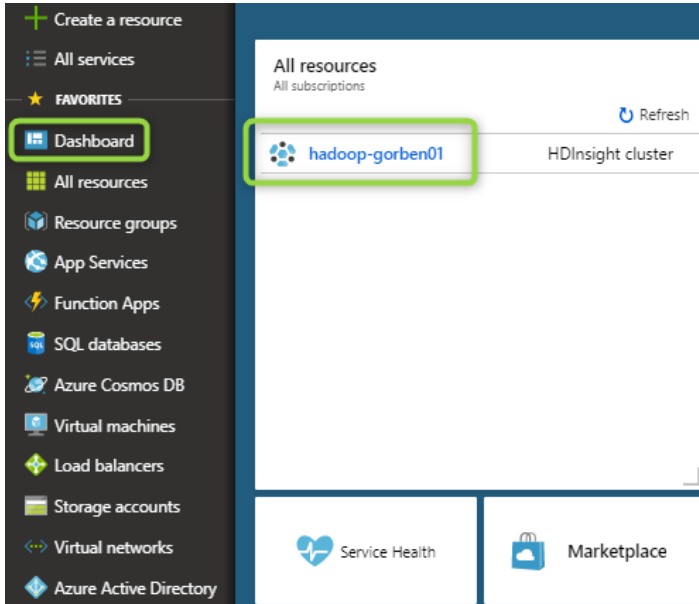 Create a resource
All services
FAVORITES
Dashboard
All resources
Resource groups
App Services
Function Apps
SQL databases
Azure Cosmos DB
Virtual machines
Load balancers
Storage accounts
Virtual networks
Azure Active Directory
All resources
All subscriptions
Refresh
hadoop-gorben01 HDInsight cluster
Service Health
Marketplace